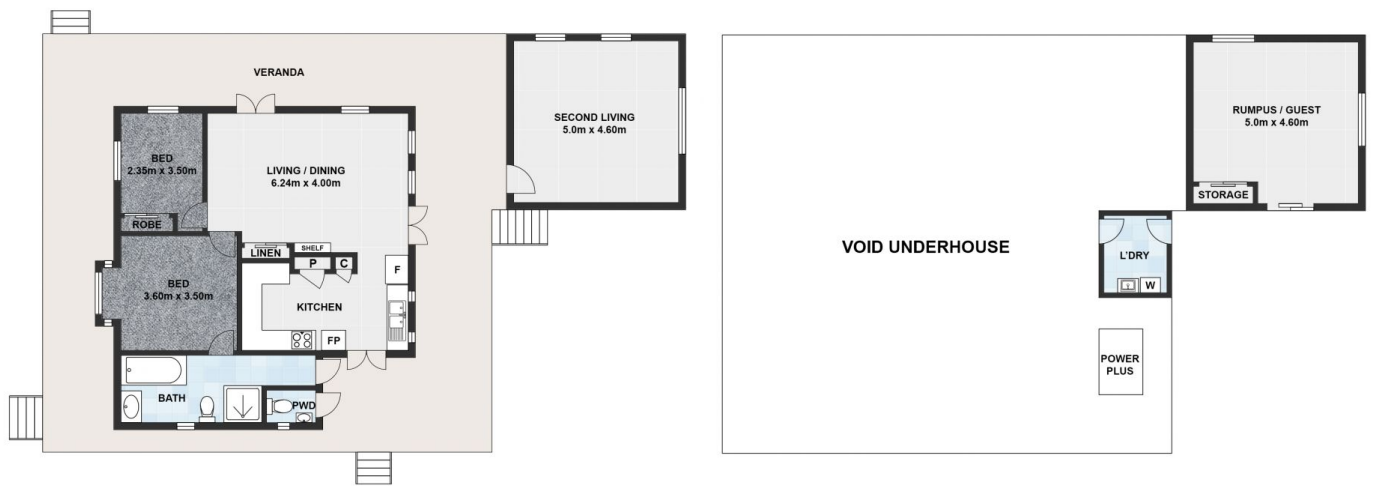 VERANDA
SECOND LIVING
5.0m x 4.60m
BED
2.35m x 3.50m
LIVING / DINING
6.24m x 4.00m
ROBE
LINEN
SHELF
P
C
F
BED
3.60m x 3.50m
KITCHEN
FP
BATH
PWD
RUMPUS / GUEST
5.0m x 4.60m
STORAGE
VOID UNDERHOUSE
L'DRY
W
POWER
PLUS